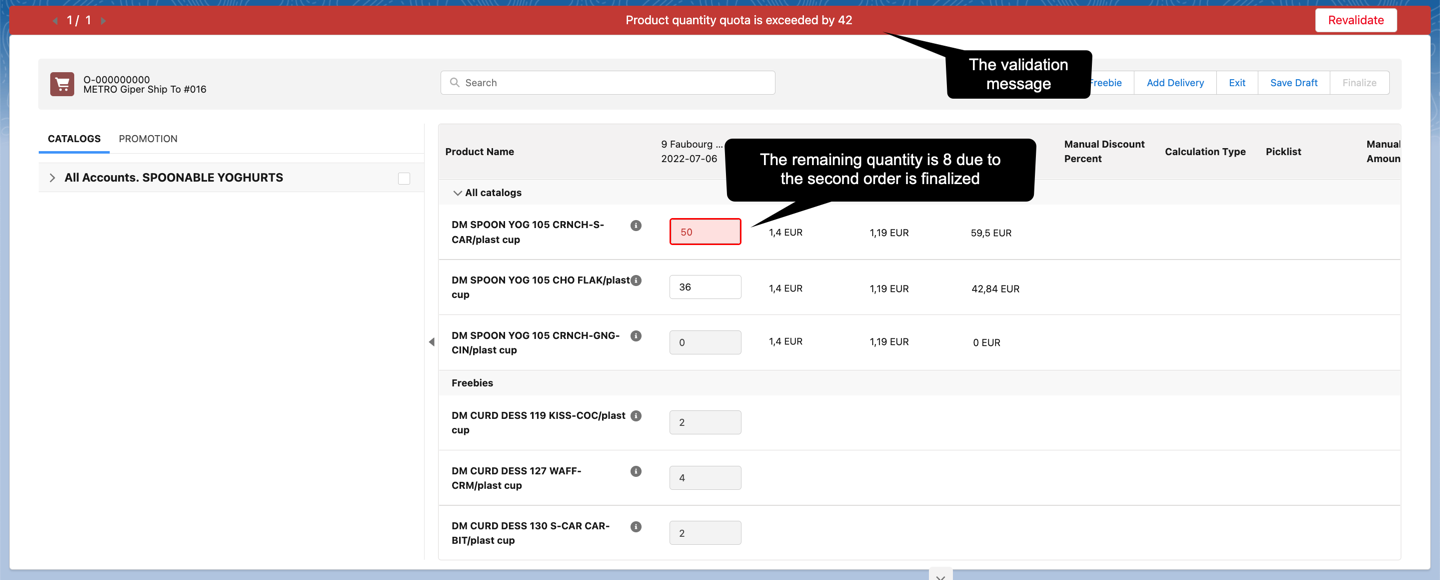 1 / 1
Product quantity quota is exceeded by 42
Revalidate
The validation
message
O-000000000
METRO Giper Ship To #016
Search
Freebie
Add Delivery
Exit
Save Draft
Finalize
CATALOGS
PROMOTION
All Accounts. SPOONABLE YOGHURTS
Product Name
9 Faubourg ...
2022-07-06
The remaining quantity is 8 due to
the second order is finalized
Manual Discount
Percent
Calculation Type
Picklist
Manual
Amoun
All catalogs
DM SPOON YOG 105 CRNCH-S-
CAR/plast cup
50
1,4 EUR
1,19 EUR
59,5 EUR
DM SPOON YOG 105 CHO FLAK/plast
cup
36
1,4 EUR
1,19 EUR
42,84 EUR
DM SPOON YOG 105 CRNCH-GNG-
CIN/plast cup
0
1,4 EUR
1,19 EUR
0 EUR
Freebies
DM CURD DESS 119 KISS-COC/plast
cup
2
DM CURD DESS 127 WAFF-
CRM/plast cup
4
DM CURD DESS 130 S-CAR CAR-
BIT/plast cup
2